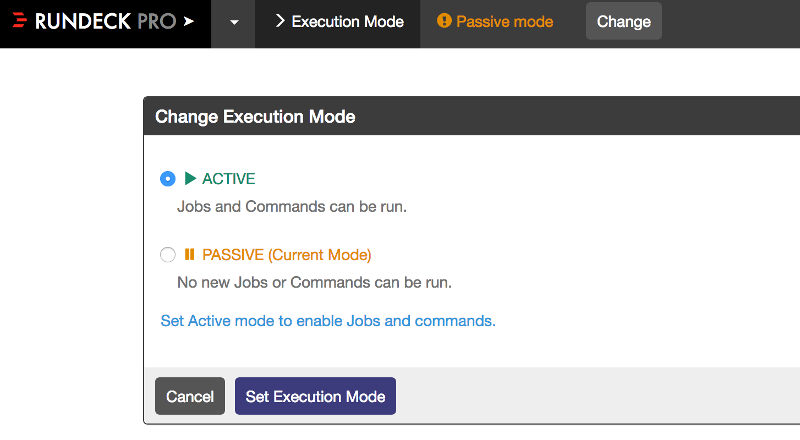 RUNDECK PRO
Execution Mode
Passive mode
Change
Change Execution Mode
ACTIVE
Jobs and Commands can be run.
PASSIVE (Current Mode)
No new Jobs or Commands can be run.
Set Active mode to enable Jobs and commands.
Cancel
Set Execution Mode